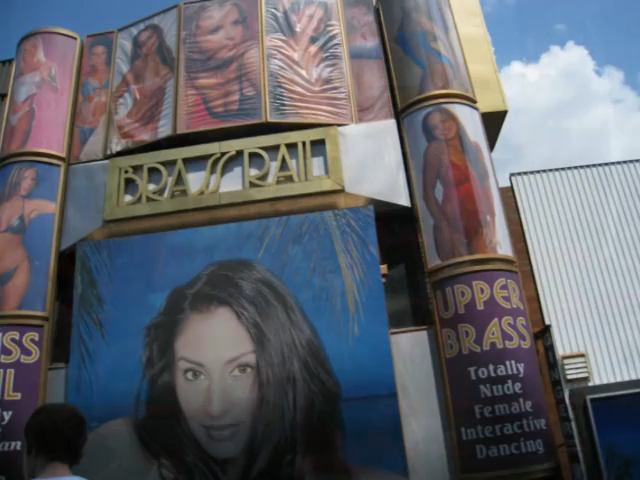 BRASS RAIL
UPPER
BRASS
Totally
Nude
Female
Interactive
Dancing